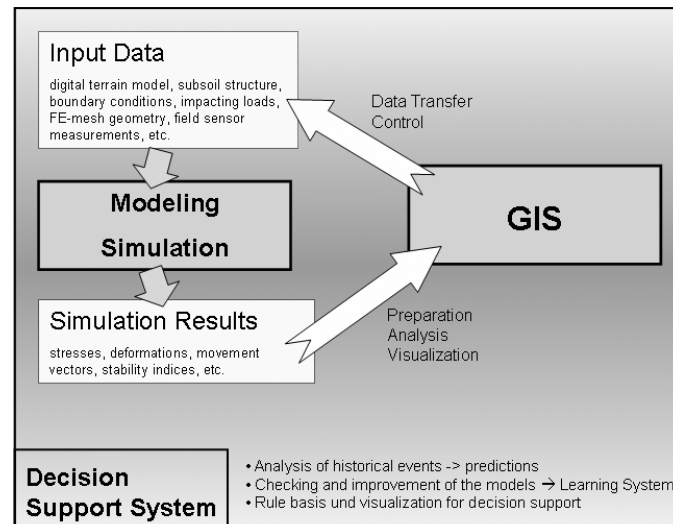 Input Data
digital terrain model, subsoil structure,
boundary conditions, impacting loads,
FE-mesh geometry, field sensor
measurements, etc.
Data Transfer
Control
Modeling
Simulation
GIS
Simulation Results
stresses, deformations, movement
vectors, stability indices, etc.
Preparation
Analysis
Visualization
Decision
Support System
• Analysis of historical events -> predictions
• Checking and improvement of the models → Learning System
• Rule basis und visualization for decision support